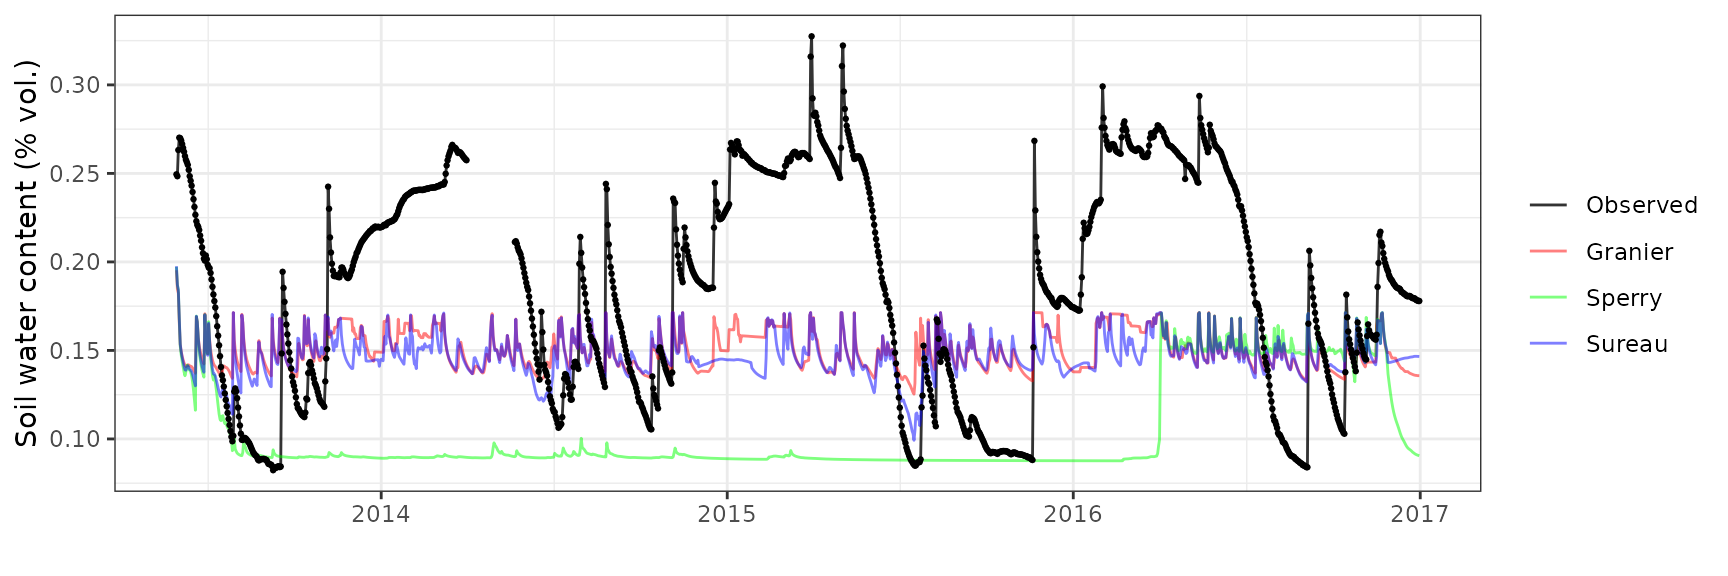 Soil water content (% vol.)
0.30
0.25
0.20
0.15
0.10
2014
2015
2016
2017
Observed
Granier
Sperry
Sureau